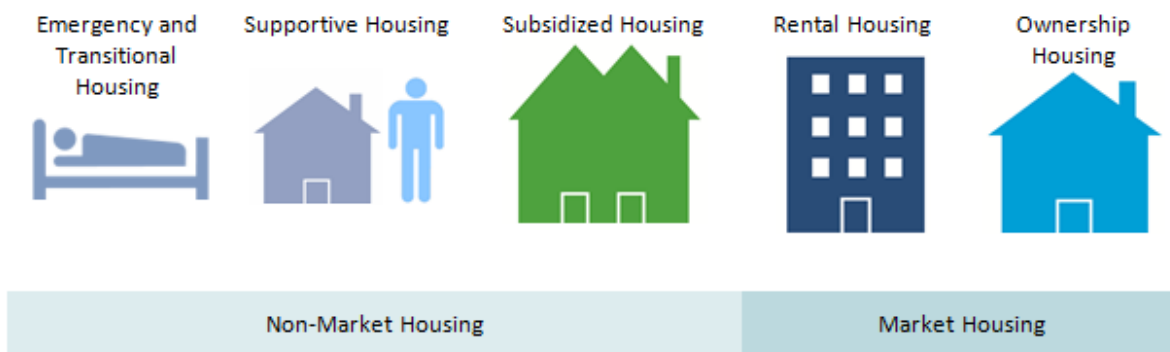 Emergency and
Transitional
Housing
Supportive Housing
Subsidized Housing
Rental Housing
Ownership
Housing
Non-Market Housing
Market Housing